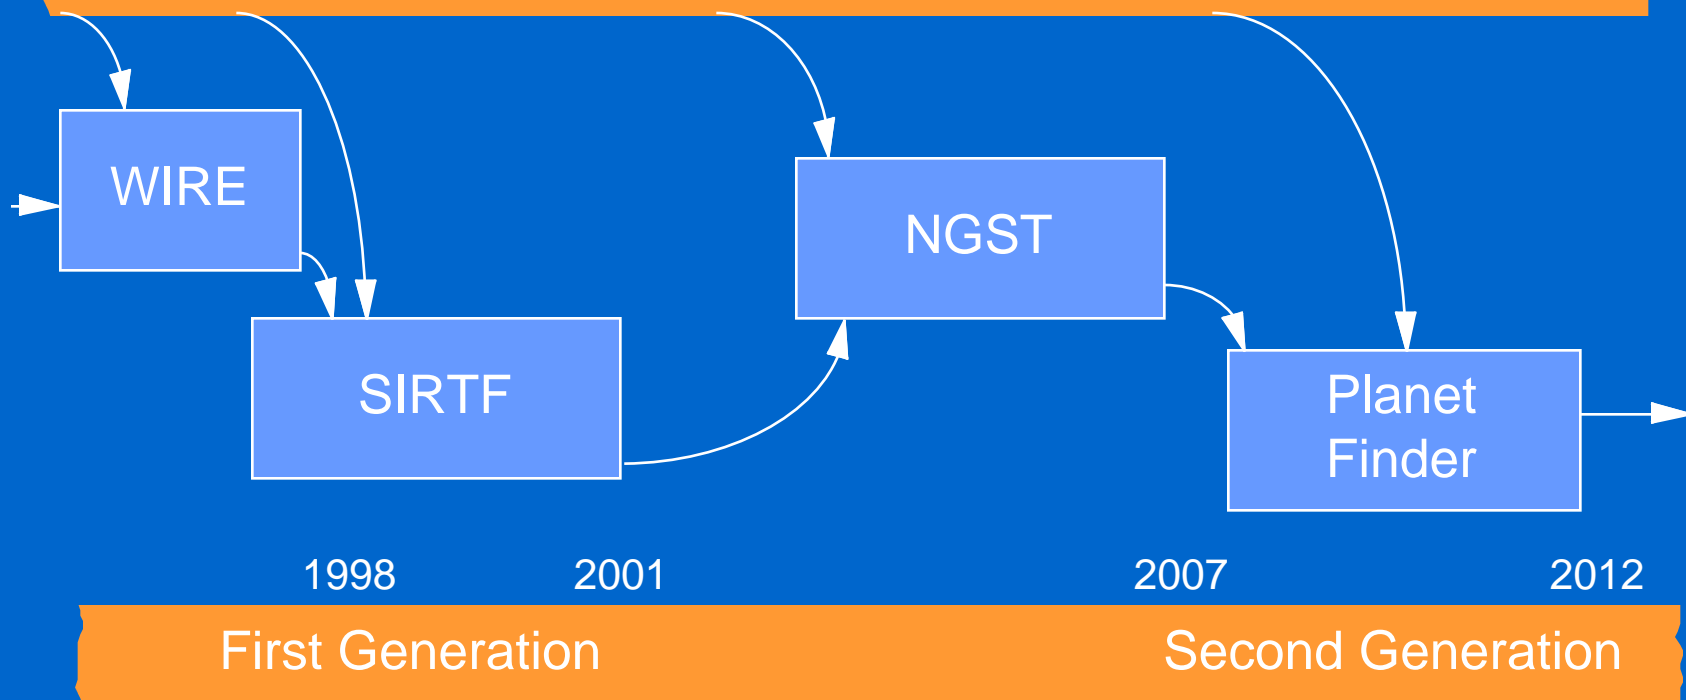 WIRE
NGST
SIRTF
Planet
Finder
1998 2001 2007 2012
First Generation Second Generation